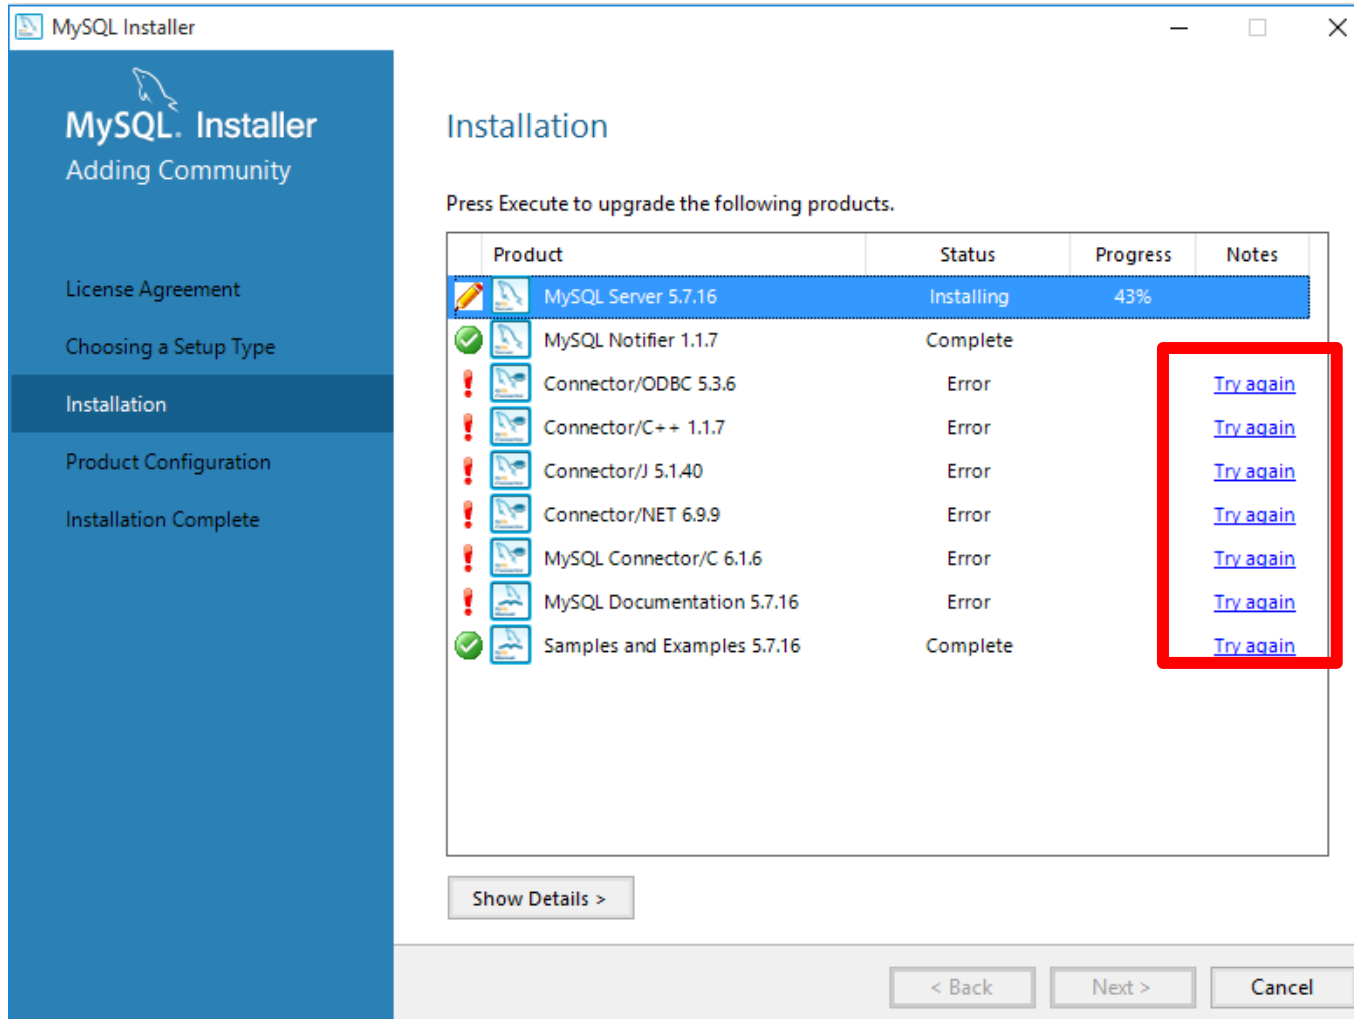 MySQL Installer
MySQL. Installer
Adding Community
License Agreement
Choosing a Setup Type
Installation
Product Configuration
Installation Complete
Installation
Press Execute to upgrade the following products.
Product Status Progress Notes
MySQL Server 5.7.16 Installing 43%
MySQL Notifier 1.1.7 Complete
Connector/ODBC 5.3.6 Error Try again
Connector/C++ 1.1.7 Error Try again
Connector/J 5.1.40 Error Try again
Connector/NET 6.9.9 Error Try again
MySQL Connector/C 6.1.6 Error Try again
MySQL Documentation 5.7.16 Error Try again
Samples and Examples 5.7.16 Complete Try again
Show Details >
< Back Next > Cancel